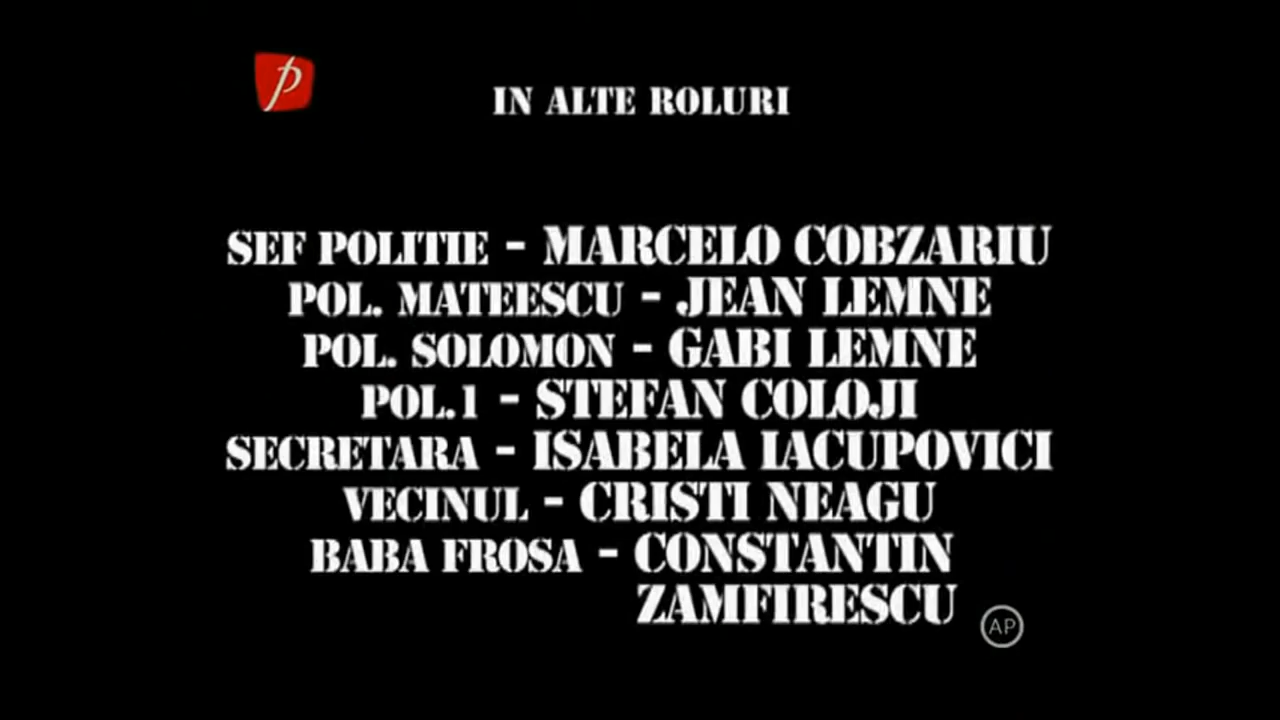 p
IN ALTE ROLURI
SEF POLITIE - MARCELO COBZARIU
POL. MATEESCU - JEAN LEMNE
POL. SOLOMON - GABI LEMNE
POL.1 - STEFAN COLOJI
SECRETARA - ISABELA IACUPOVICI
VECINUL - CRISTI NEAGU
BABA FROSA - CONSTANTIN
ZAMFIRESCU
AP